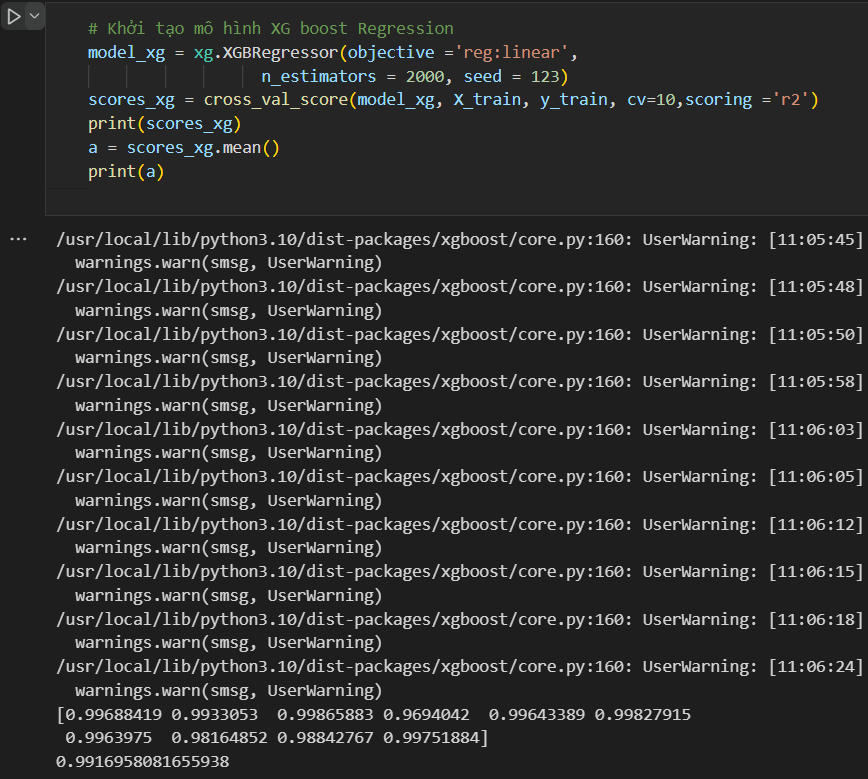 # Khởi tạo mô hình XG boost Regression
model_xg = xg.XGBRegressor(objective ='reg:linear',
n_estimators = 2000, seed = 123)
scores_xg = cross_val_score(model_xg, X_train, y_train, cv=10,scoring ='r2')
print(scores_xg)
a = scores_xg.mean()
print(a)
/usr/local/lib/python3.10/dist-packages/xgboost/core.py:160: UserWarning: [11:05:45]
warnings.warn(smsg, UserWarning)
/usr/local/lib/python3.10/dist-packages/xgboost/core.py:160: UserWarning: [11:05:48]
warnings.warn(smsg, UserWarning)
/usr/local/lib/python3.10/dist-packages/xgboost/core.py:160: UserWarning: [11:05:50]
warnings.warn(smsg, UserWarning)
/usr/local/lib/python3.10/dist-packages/xgboost/core.py:160: UserWarning: [11:05:58]
warnings.warn(smsg, UserWarning)
/usr/local/lib/python3.10/dist-packages/xgboost/core.py:160: UserWarning: [11:06:03]
warnings.warn(smsg, UserWarning)
/usr/local/lib/python3.10/dist-packages/xgboost/core.py:160: UserWarning: [11:06:05]
warnings.warn(smsg, UserWarning)
/usr/local/lib/python3.10/dist-packages/xgboost/core.py:160: UserWarning: [11:06:12]
warnings.warn(smsg, UserWarning)
/usr/local/lib/python3.10/dist-packages/xgboost/core.py:160: UserWarning: [11:06:15]
warnings.warn(smsg, UserWarning)
/usr/local/lib/python3.10/dist-packages/xgboost/core.py:160: UserWarning: [11:06:18]
warnings.warn(smsg, UserWarning)
/usr/local/lib/python3.10/dist-packages/xgboost/core.py:160: UserWarning: [11:06:24]
warnings.warn(smsg, UserWarning)
[0.99688419 0.9933053  0.99865883 0.9694042  0.99643389 0.99827915
0.9963975  0.98164852 0.98842767 0.99751884]
0.9916958081655938